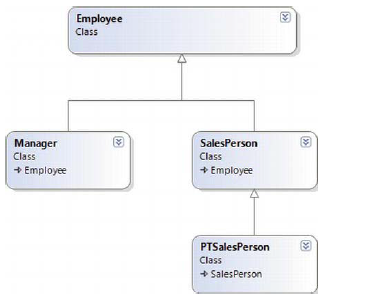 Employee
Class
Manager
Class
Employee
SalesPerson
Class
Employee
PTSalesPerson
Class
SalesPerson